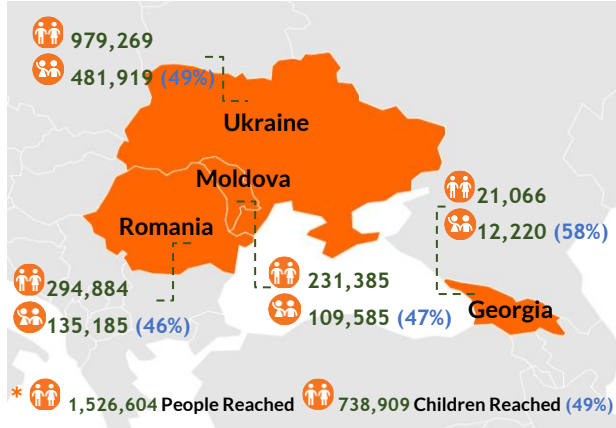 979,269
481,919 (49%)
Ukraine
Moldova
Romania
21,066
12,220 (58%)
294,884
135,185 (46%)
231,385
109,585 (47%)
Georgia
* 1,526,604 People Reached 738,909 Children Reached (49%)